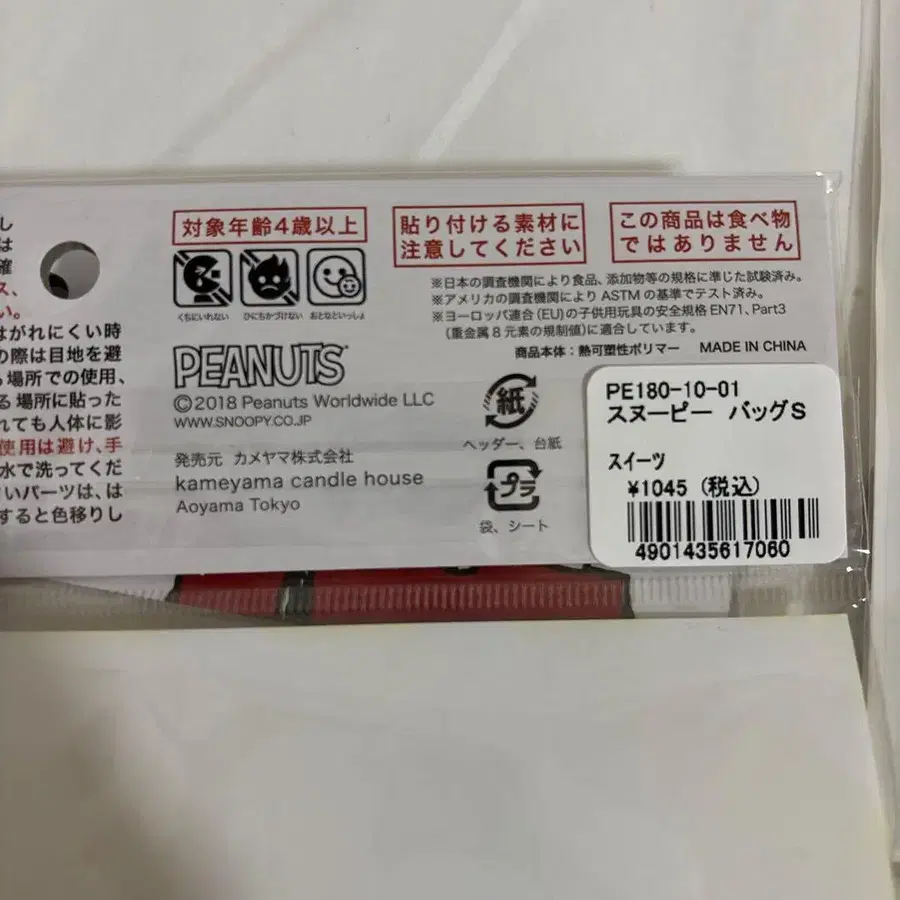 し
は
確
ス、
い。
はがれにくい時
の際は目地を避
る場所での使用、
る場所に貼った
れても人体に影
使用は避け、手
水で洗ってくだ
いパーツは、は
すると色移りし
対象年齢4歳以上
くちにいれない
ひにちかづけない
おとなといっしょ
PEANUTS
©2018 Peanuts Worldwide LLC
WWW.SNOOPY.CO.JP
発売元 カメヤマ株式会社
kameyama candle house
Aoyama Tokyo
貼り付ける素材に
注意してください
この商品は食べ物
ではありません
※日本の調査機関により食品、添加物等の規格に準じた試験済み。
※アメリカの調査機関により ASTM の基準でテスト済み。
※ヨーロッパ連合(EU)の子供用玩具の安全規格 EN71, Part3
(重金属8元素の規制値)に適合しています。
商品本体:熱可塑性ポリマー MADE IN CHINA
紙
ヘッダー、台紙
プラ
袋、シート
PE180-10-01
スヌーピー バッグS
スイーツ
¥1045 (税込)
4901435617060